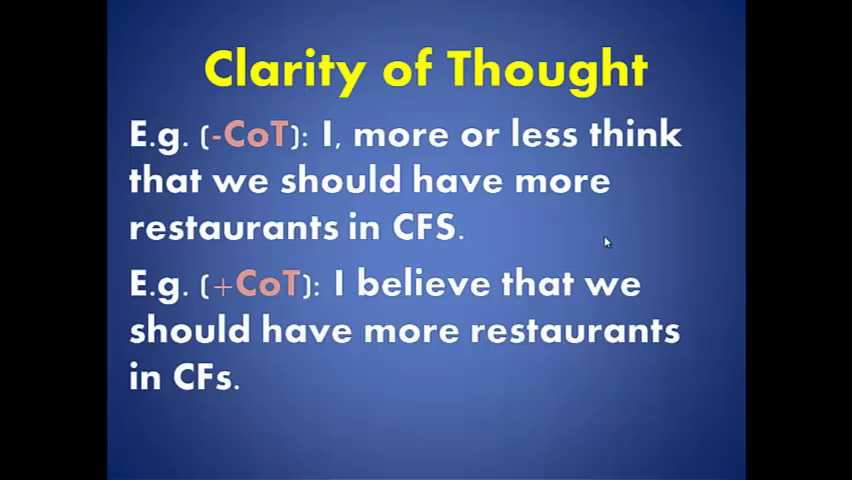 Clarity of Thought
E.g. (-CoT): I, more or less think
that we should have more
restaurants in CFS.
E.g. (+CoT): I believe that we
should have more restaurants
in CFs.